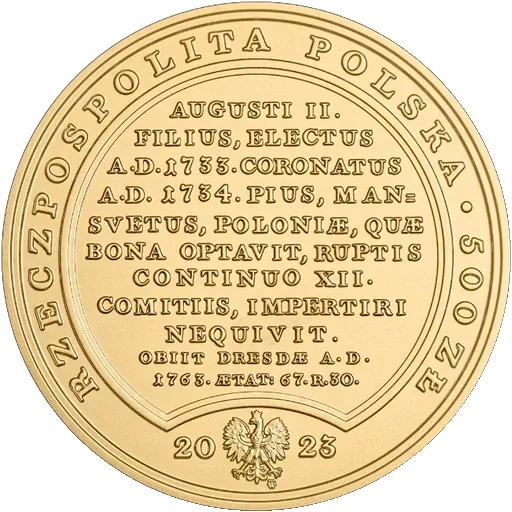 RZECZPOSPOLITA POLSKA · 500 ZŁ
AUGUSTI II.
FILIUS, ELECTUS
A.D. 1733. CORONATUS
A.D. 1734. PIUS, MAN=
SVETUS, POLONIÆ, QUÆ
BONA OPTAVIT, RUPTIS
CONTINUO XII.
COMITIIS, IMPERTIRI
NEQUIVIT.
OBIIT DRESDÆ A.D.
1763. ÆTAT: 67. R. 30.
20 23